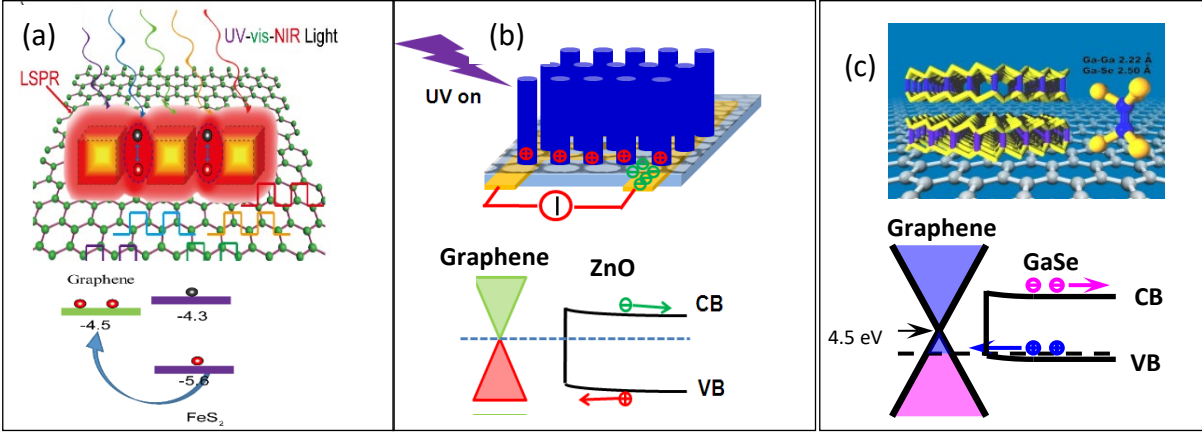 (a)
UV-vis-NIR Light
LSPR
Graphene
-4.5
-4.3
-5.6
FeS2
(b)
UV on
I
Graphene
ZnO
CB
VB
(c)
Ga-Ga 2.22 Å
Ga-Se 2.50 Å
Graphene
GaSe
CB
4.5 eV
VB